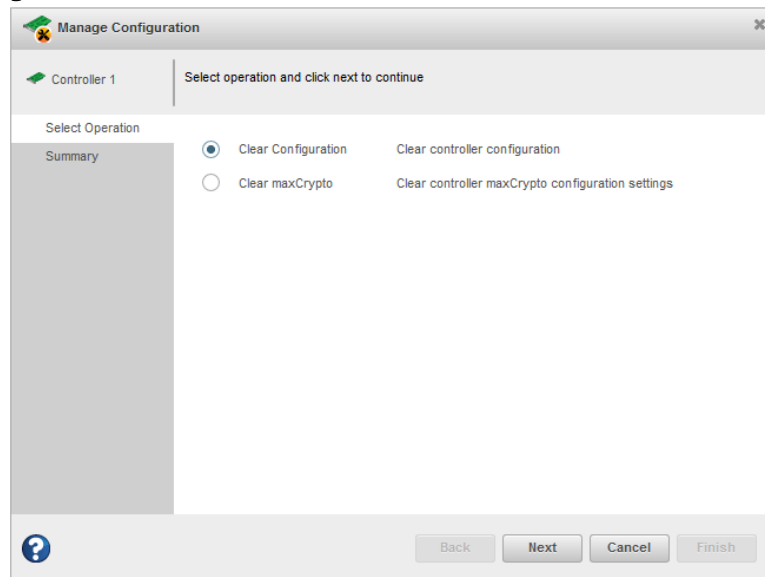 Manage Configuration
Controller 1
Select operation and click next to continue
Select Operation
Summary
Clear Configuration Clear controller configuration
Clear maxCrypto Clear controller maxCrypto configuration settings
? Back Next Cancel Finish